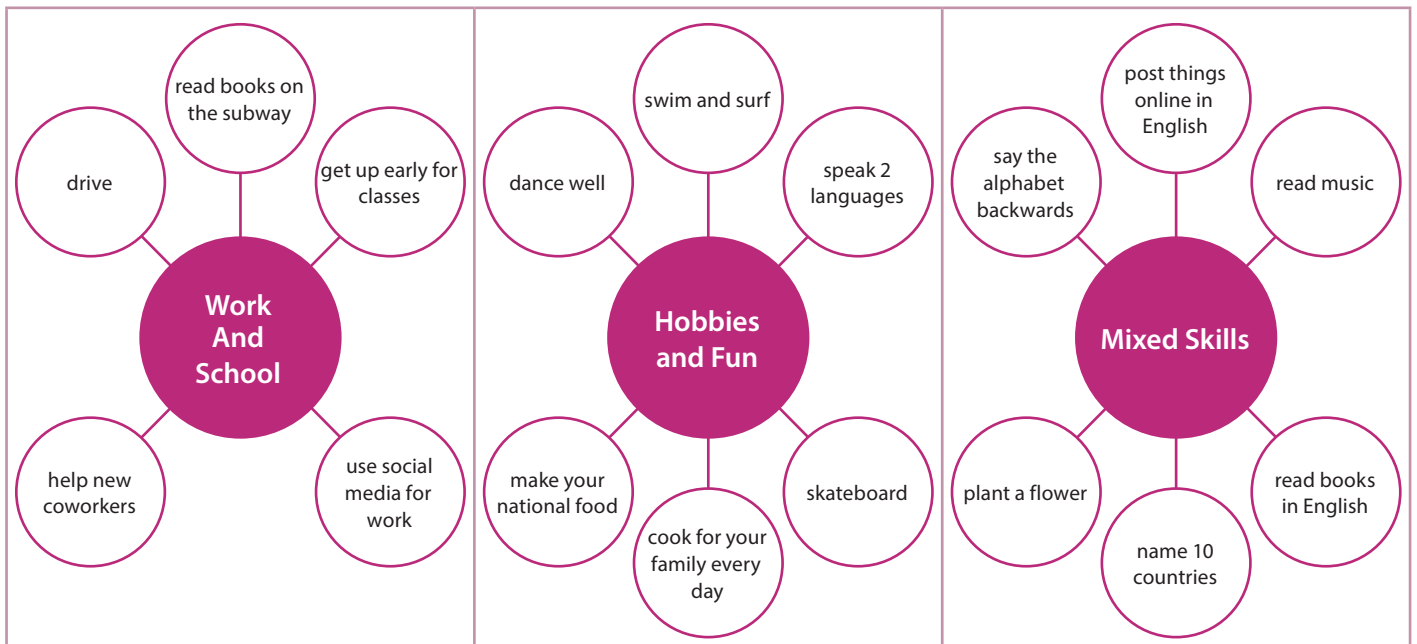 read books on
the subway
drive
get up early for
classes
Work
And
School
help new
coworkers
use social
media for
work
swim and surf
dance well
speak 2
languages
Hobbies
and Fun
make your
national food
skateboard
cook for your
family every
day
post things
online in
English
say the
alphabet
backwards
read music
Mixed Skills
plant a flower
read books
in English
name 10
countries